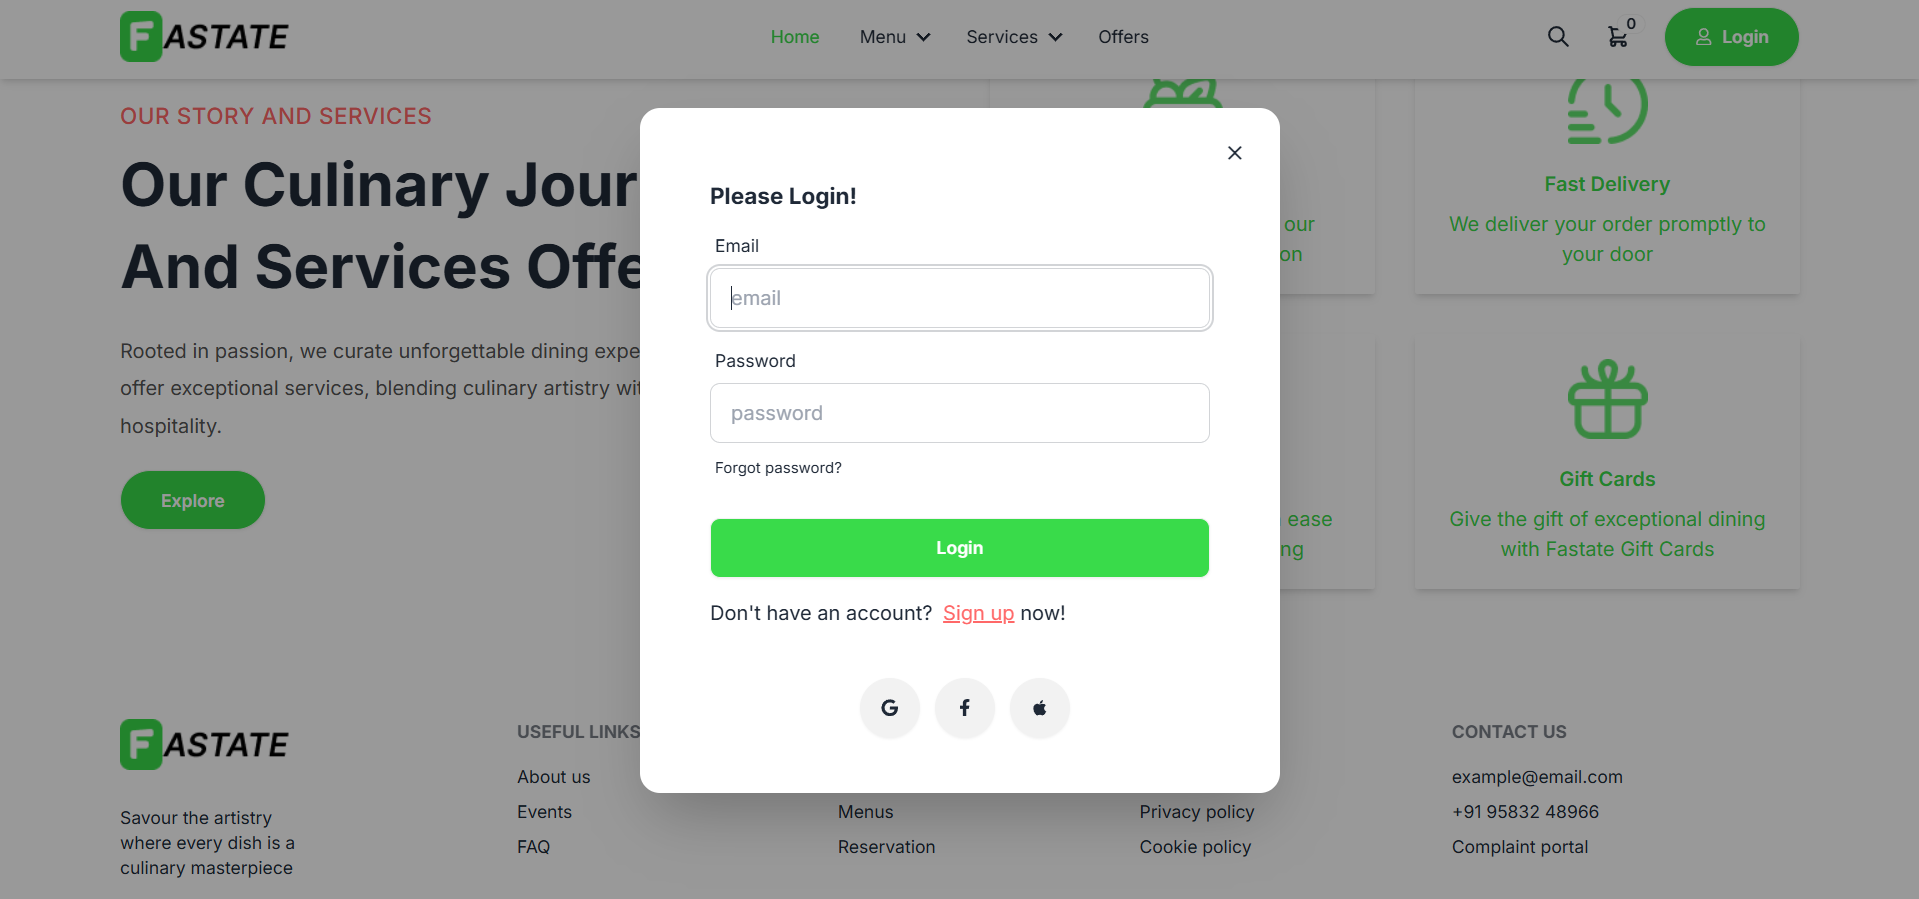 FASTATE
Home
Menu
Services
Offers
0
Login
OUR STORY AND SERVICES
Our Culinary Jour
And Services Offe
Rooted in passion, we curate unforgettable dining expe
offer exceptional services, blending culinary artistry wit
hospitality.
Explore
our
on
Fast Delivery
We deliver your order promptly to
your door
ease
ng
Gift Cards
Give the gift of exceptional dining
with Fastate Gift Cards
Please Login!
Email
email
Password
password
Forgot password?
Login
Don't have an account? Sign up now!
G
f
FASTATE
Savour the artistry
where every dish is a
culinary masterpiece
USEFUL LINKS
About us
Events
FAQ
Menus
Reservation
Privacy policy
Cookie policy
CONTACT US
example@email.com
+91 95832 48966
Complaint portal